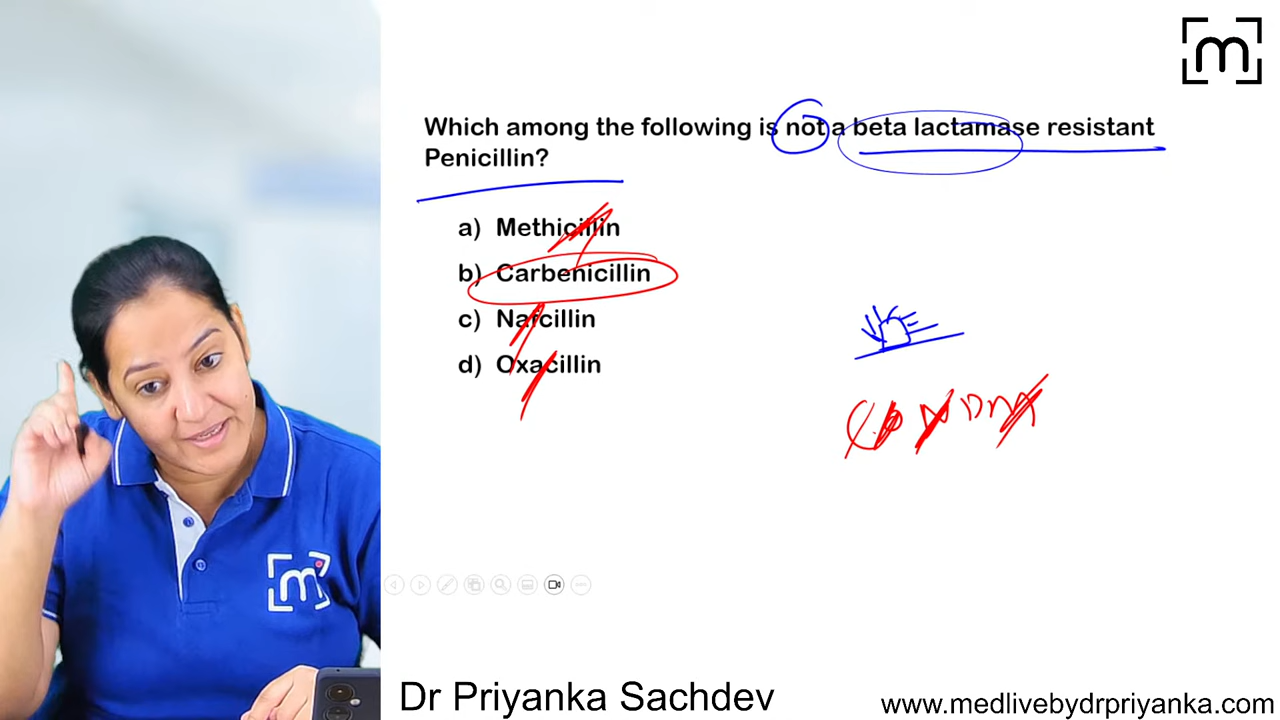 m
Which among the following is not a beta lactamase resistant
Penicillin?
a) Methicillin
b) Carbenicillin
c) Nafcillin
d) Oxacillin
m
Dr Priyanka Sachdev
www.medlivebydrpriyanka.com